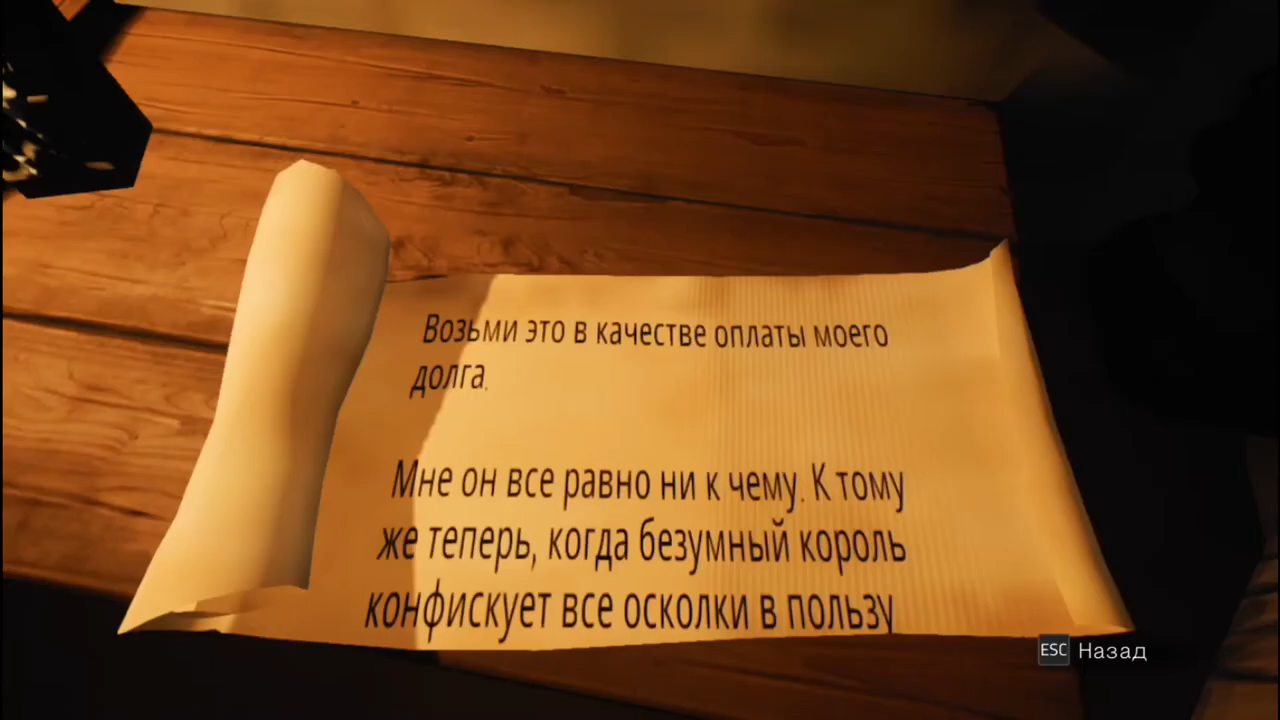 Возьми это в качестве оплаты моего
долга.
Мне он все равно ни к чему. К тому
же теперь, когда безумный король
конфискует все осколки в пользу
ESC Назад